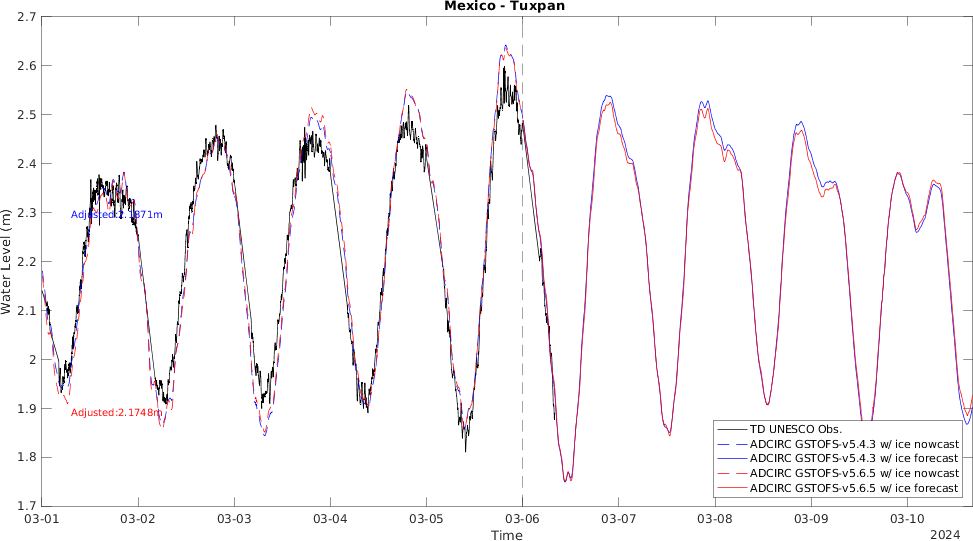 Mexico - Tuxpan
2.7
2.6
2.5
2.4
2.3
2.2
2.1
2
1.9
1.8
1.7
Water Level (m)
Adjusted:2.1871m
Adjusted:2.1748m
TD UNESCO Obs.
ADCIRC GSTOFS-v5.4.3 w/ ice nowcast
ADCIRC GSTOFS-v5.4.3 w/ ice forecast
ADCIRC GSTOFS-v5.6.5 w/ ice nowcast
ADCIRC GSTOFS-v5.6.5 w/ ice forecast
03-01 03-02 03-03 03-04 03-05 03-06 03-07 03-08 03-09 03-10
Time
2024